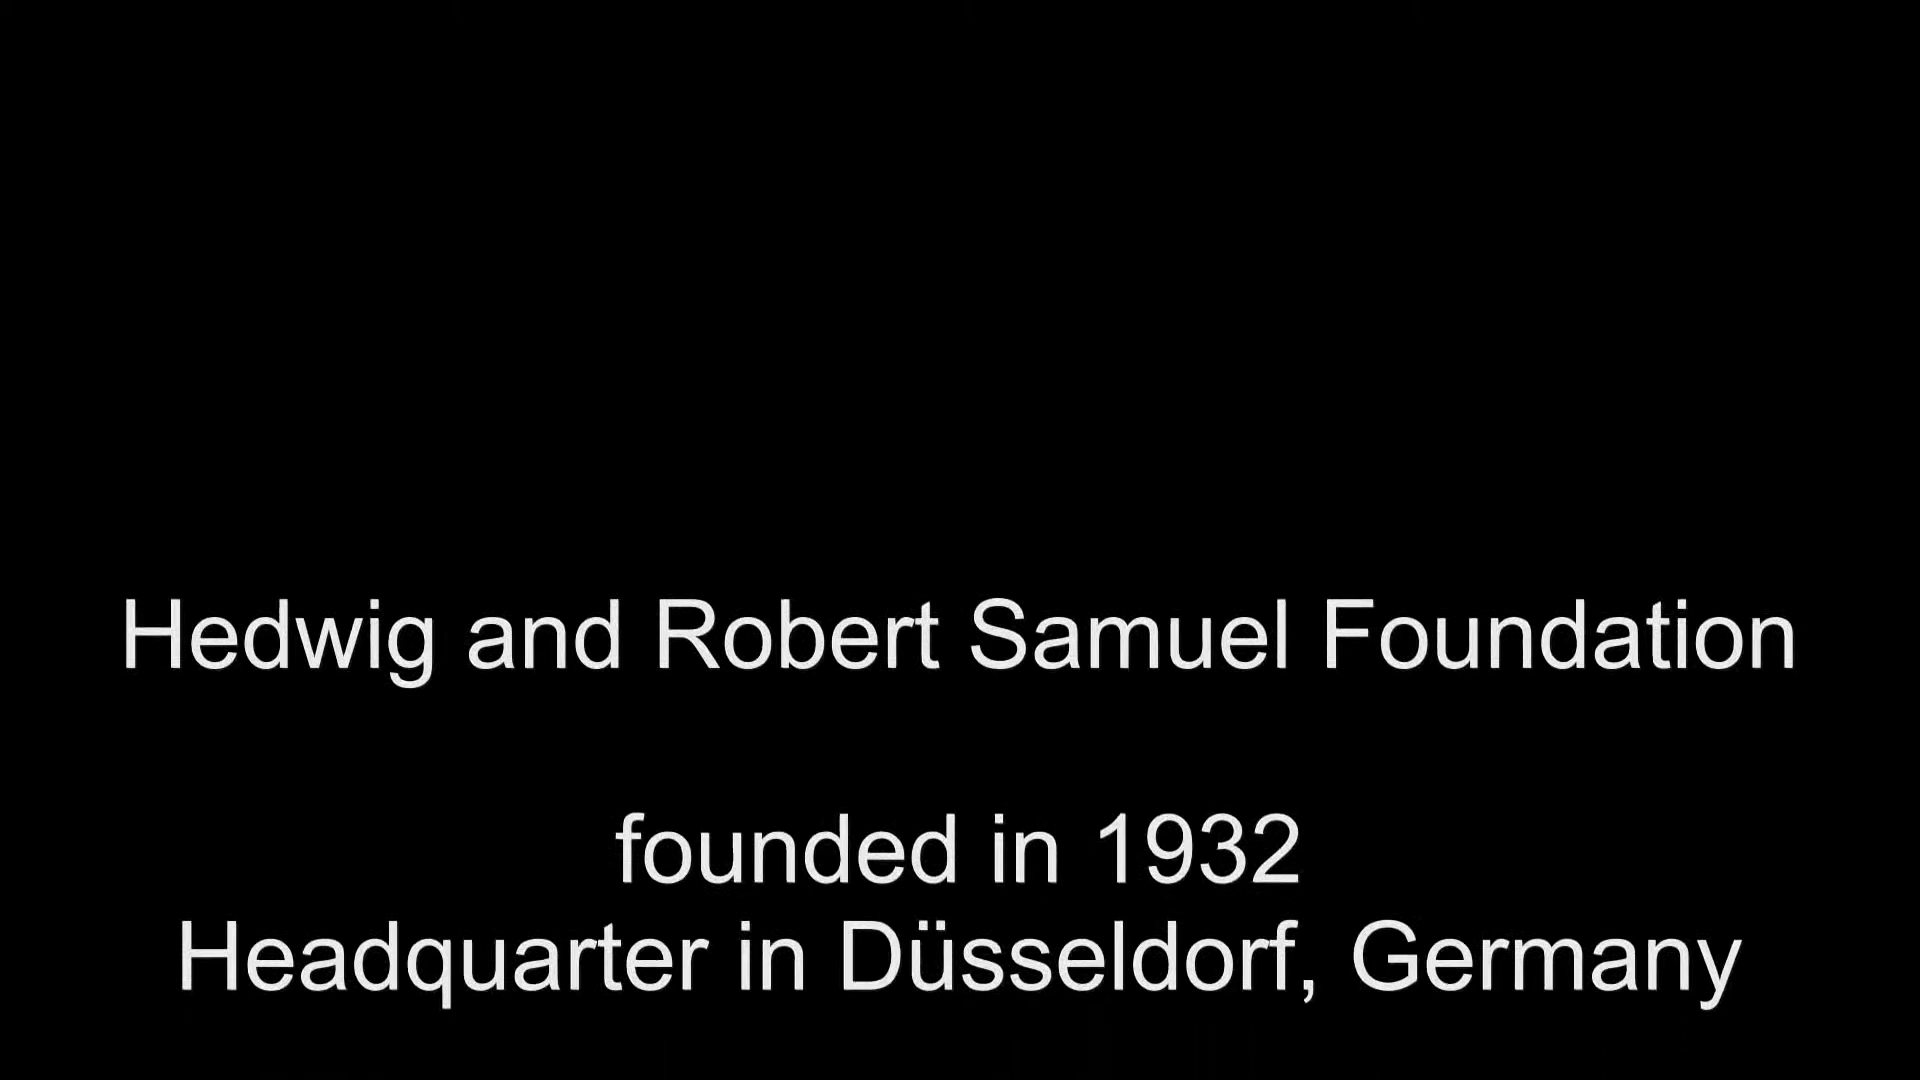 Hedwig and Robert Samuel Foundation
founded in 1932
Headquarter in Düsseldorf, Germany